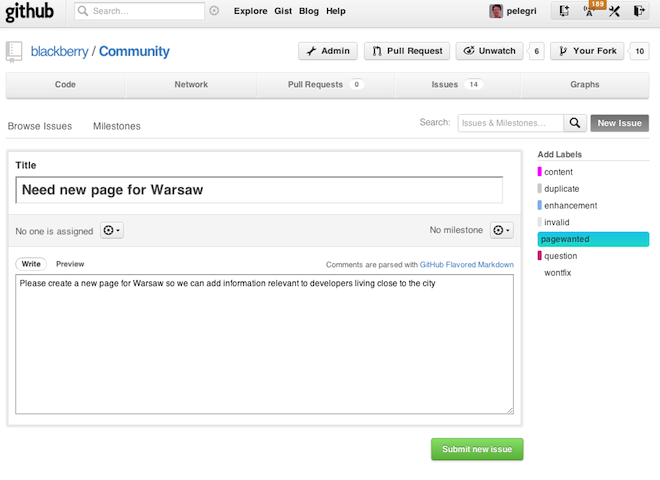 github
Search...
Explore Gist Blog Help
pelegri
189
blackberry / Community
Admin
Pull Request
Unwatch 6
Your Fork 10
Code
Network
Pull Requests 0
Issues 14
Graphs
Browse Issues
Milestones
Search:
Issues & Milestones...
New Issue
Title
Need new page for Warsaw
No one is assigned
No milestone
Write
Preview
Comments are parsed with GitHub Flavored Markdown
Please create a new page for Warsaw so we can add information relevant to developers living close to the city
Submit new issue
Add Labels
content
duplicate
enhancement
invalid
pagewanted
question
wontfix